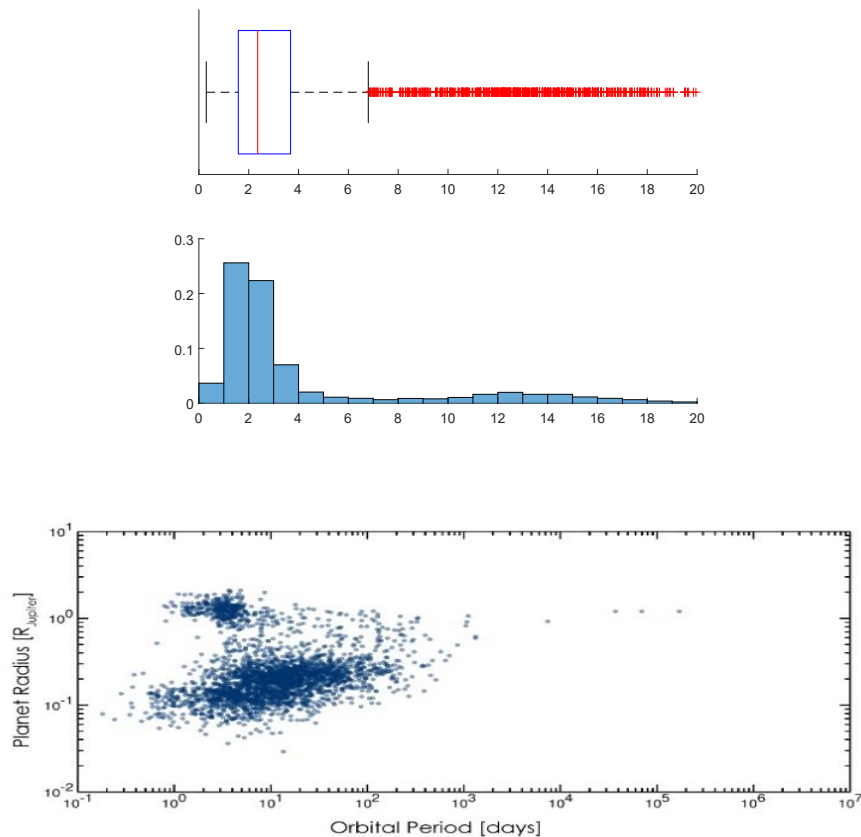 0 2 4 6 8 10 12 14 16 18 20
0.3
0.2
0.1
0
0 2 4 6 8 10 12 14 16 18 20
10^1
10^0
10^-1
10^-2
Planet Radius [R_Jupiter]
10^-1 10^0 10^1 10^2 10^3 10^4 10^5 10^6 10^7
Orbital Period [days]